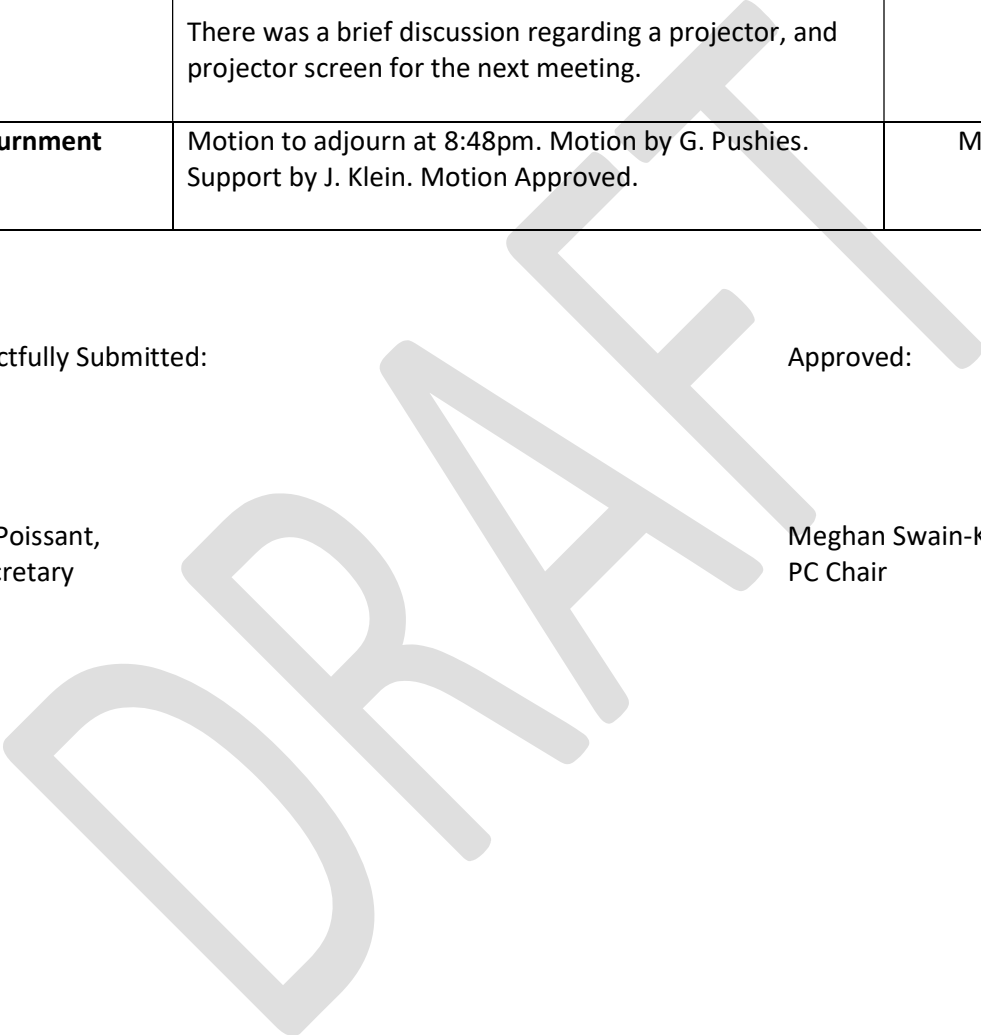 There was a brief discussion regarding a projector, and
projector screen for the next meeting.
urnment Motion to adjourn at 8:48pm. Motion by G. Pushies. M
Support by J. Klein. Motion Approved.
ctfully Submitted: Approved:
Poissant, Meghan Swain-K
cretary PC Chair
DRAFT